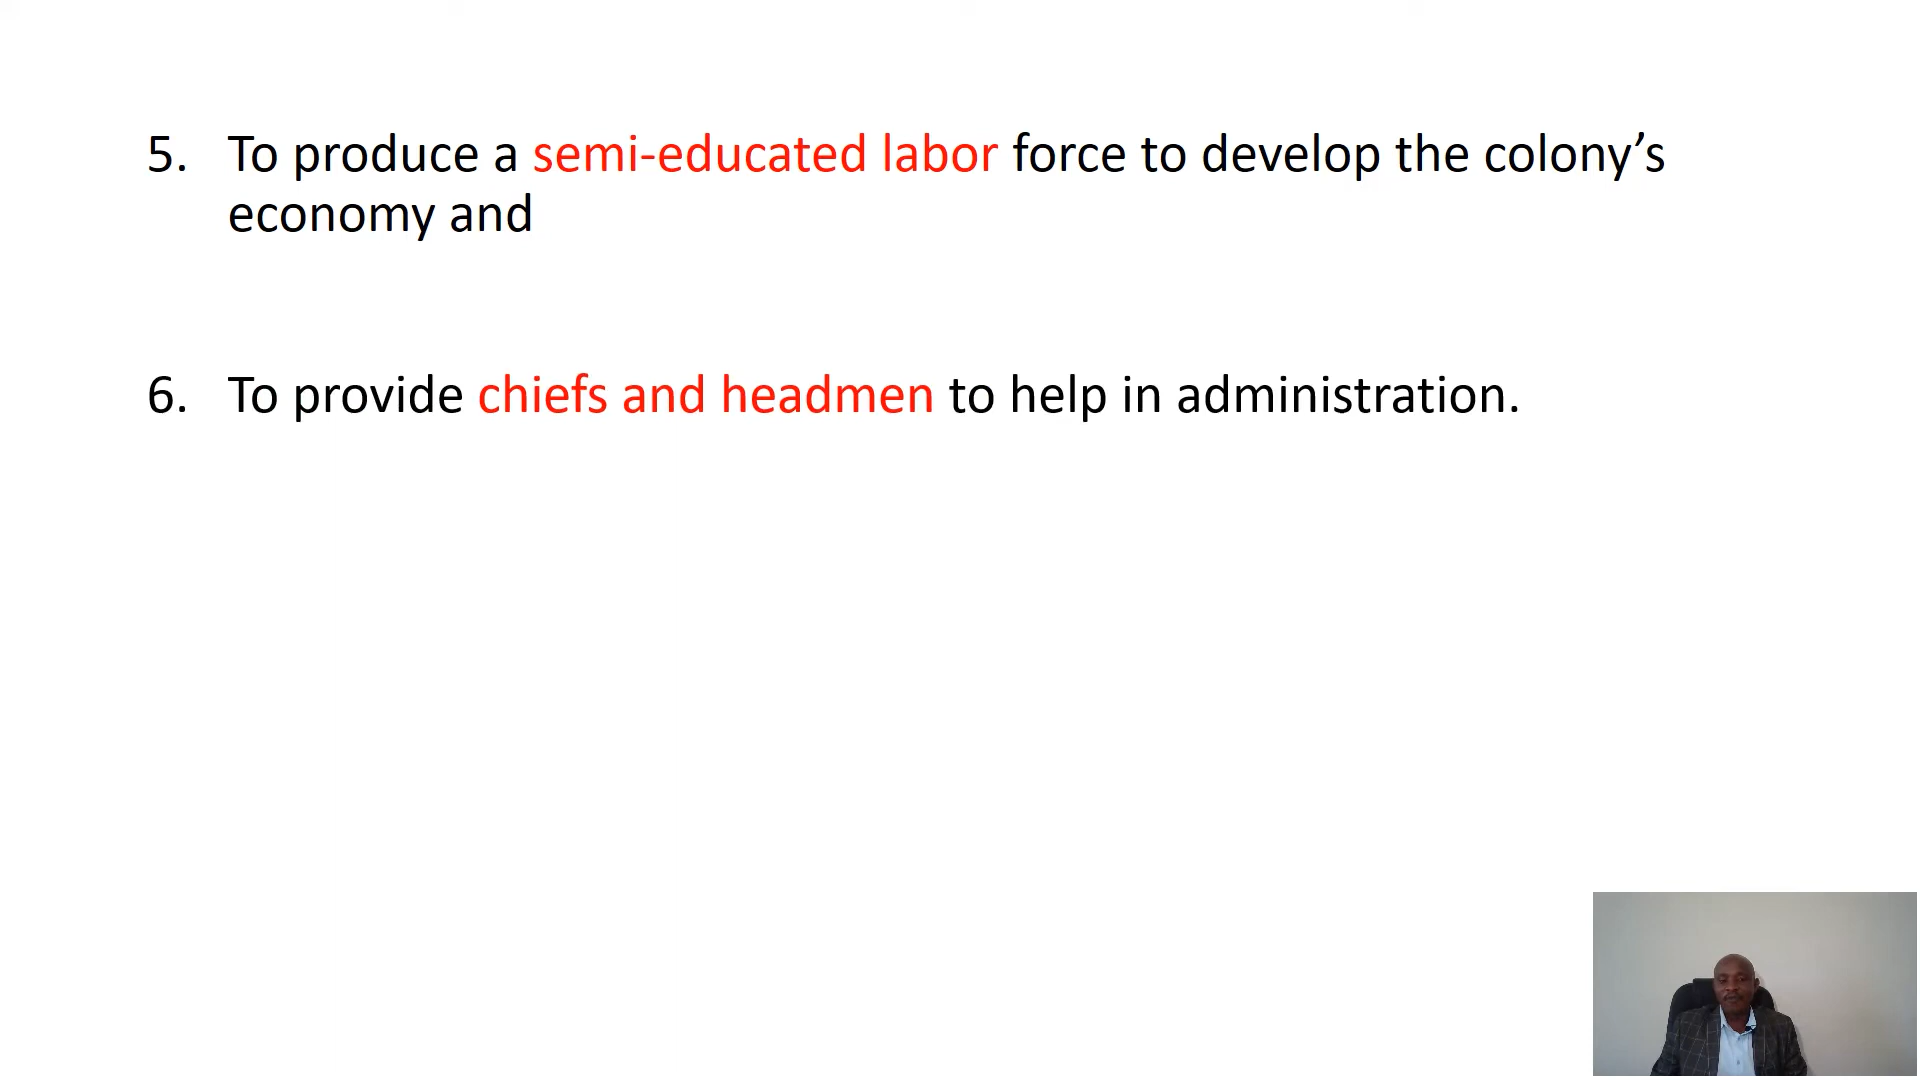 5. To produce a semi-educated labor force to develop the colony’s
economy and
6. To provide chiefs and headmen to help in administration.